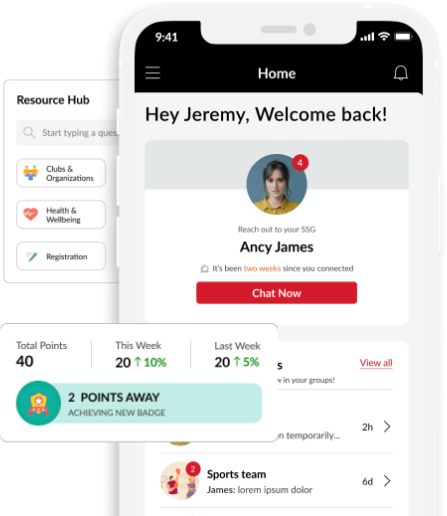 9:41
Home
Hey Jeremy, Welcome back!
4
Reach out to your SSG
Ancy James
It's been two weeks since you connected
Chat Now
Resource Hub
Start typing a ques
Clubs &
Organizations
Health &
Wellbeing
Registration
Total Points
40
This Week
20 ↑ 10%
Last Week
20 ↑ 5%
2 POINTS AWAY
ACHIEVING NEW BADGE
s
View all
w in your groups!
n temporarily...
2h
2
Sports team
James: lorem ipsum dolor
6d